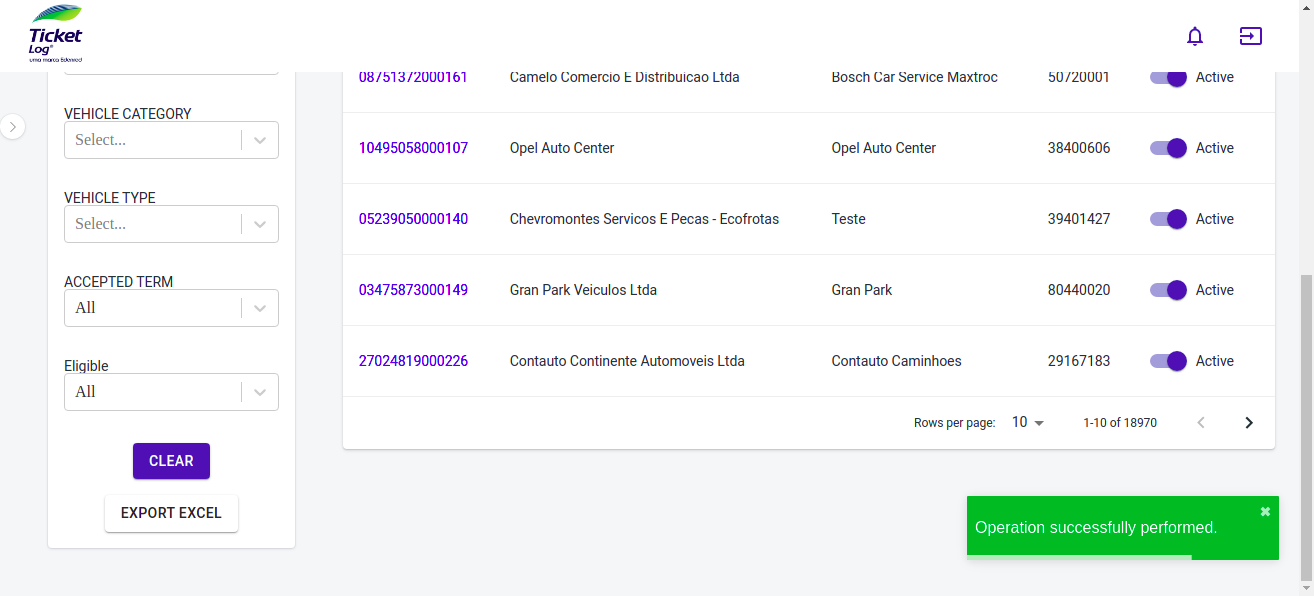 Ticket
Log®
uma marca Edenred
08751372000161 Camelo Comercio E Distribuicao Ltda Bosch Car Service Maxtroc 50720001 Active
VEHICLE CATEGORY
Select...
10495058000107 Opel Auto Center Opel Auto Center 38400606 Active
VEHICLE TYPE
Select...
05239050000140 Chevromontes Servicos E Pecas - Ecofrotas Teste 39401427 Active
ACCEPTED TERM
All
03475873000149 Gran Park Veiculos Ltda Gran Park 80440020 Active
Eligible
All
27024819000226 Contauto Continente Automoveis Ltda Contauto Caminhoes 29167183 Active
Rows per page: 10 1-10 of 18970
CLEAR
EXPORT EXCEL
Operation successfully performed.